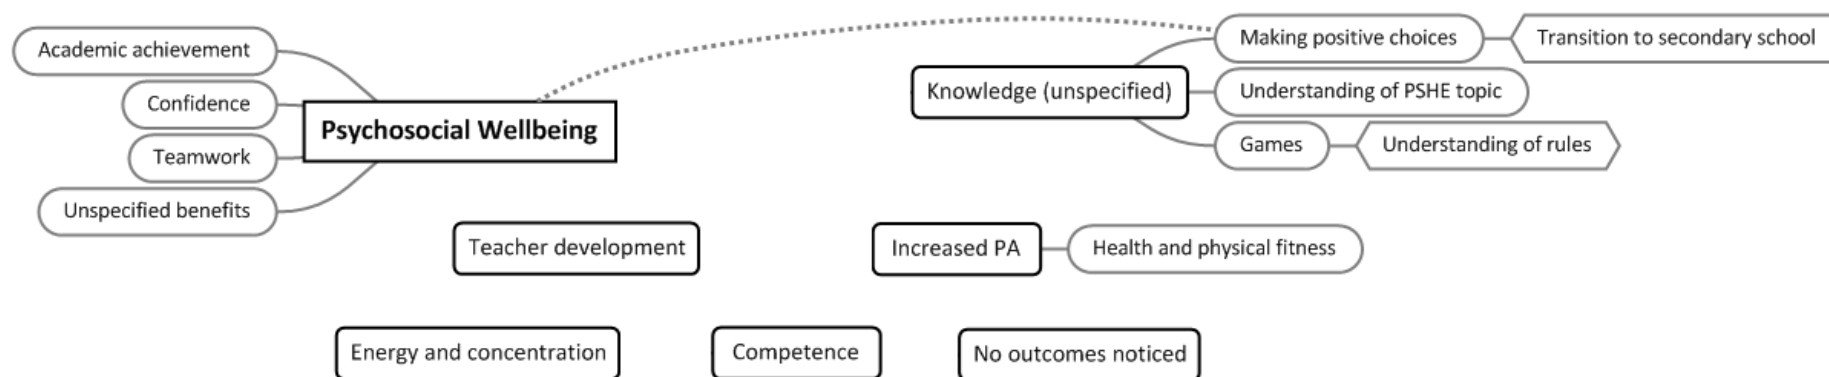 Academic achievement
Confidence
Teamwork
Unspecified benefits
Psychosocial Wellbeing
Knowledge (unspecified)
Making positive choices
Transition to secondary school
Understanding of PSHE topic
Games
Understanding of rules
Teacher development
Increased PA
Health and physical fitness
Energy and concentration
Competence
No outcomes noticed